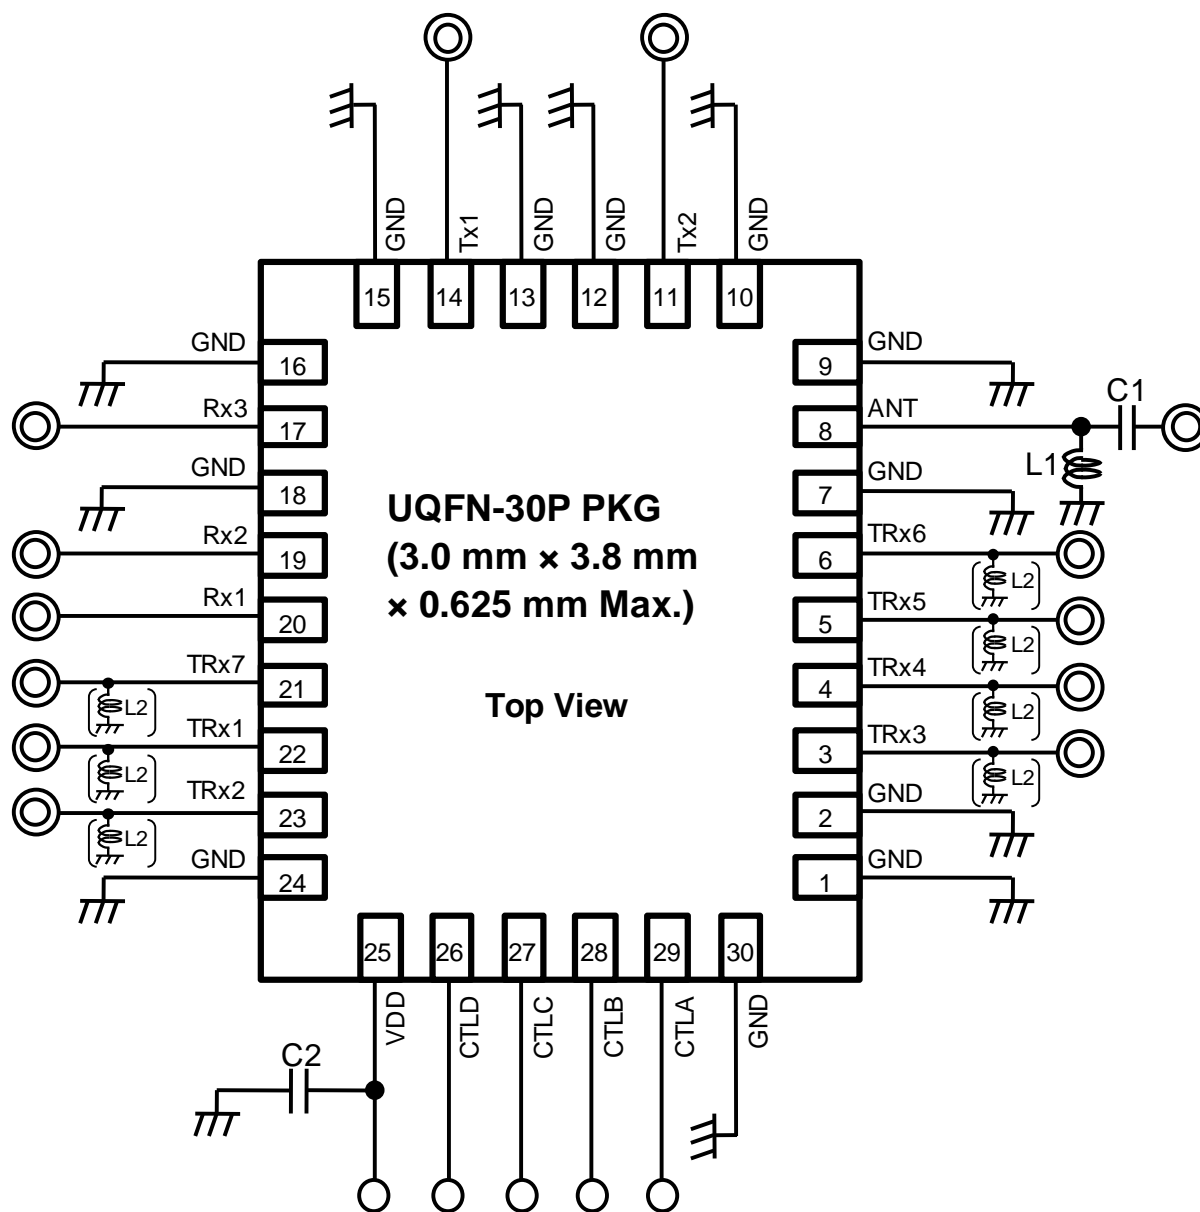 GND
Tx1
GND
GND
Tx2
GND
15
14
13
12
11
10
GND
16
9
GND
Rx3
17
8
ANT
C1
GND
18
7
GND
L1
UQFN-30P PKG
(3.0 mm × 3.8 mm
× 0.625 mm Max.)
Top View
Rx2
19
6
TRx6
L2
Rx1
20
5
TRx5
L2
TRx7
21
L2
4
TRx4
L2
TRx1
22
L2
3
TRx3
L2
TRx2
23
L2
2
GND
GND
24
1
GND
25
26
27
28
29
30
VDD
CTLD
CTLC
CTLB
CTLA
GND
C2